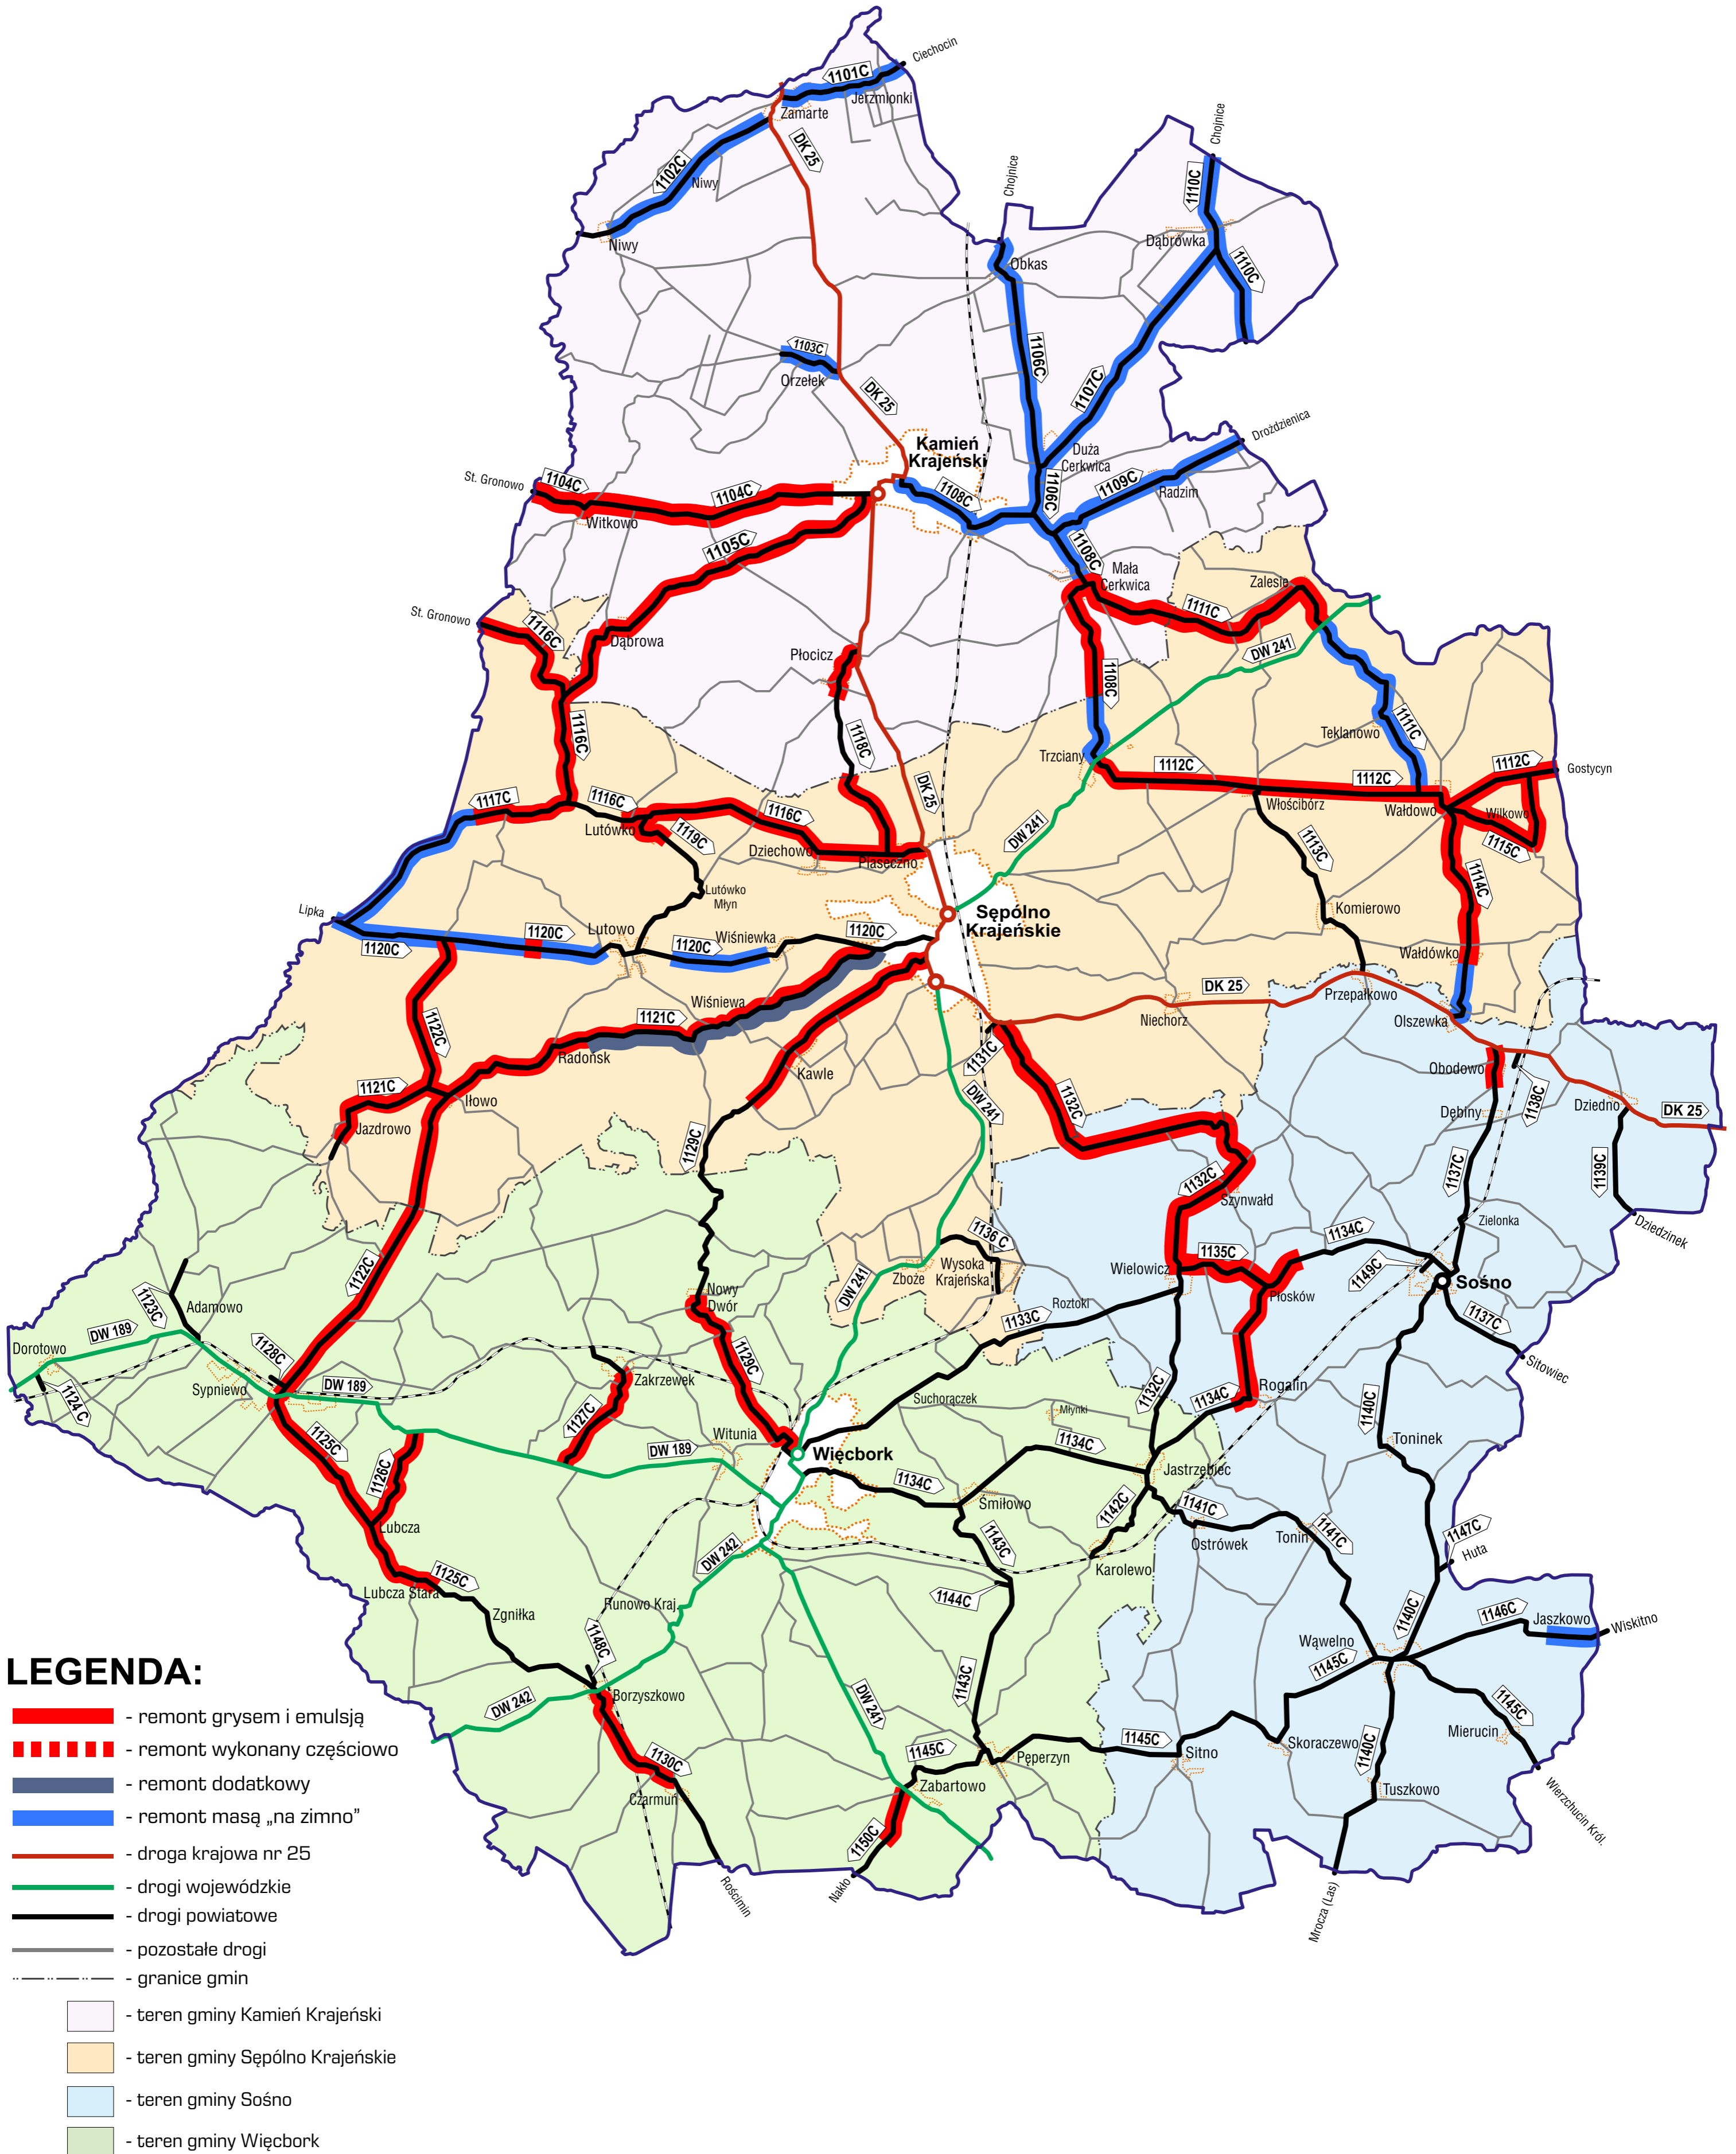 Ciechocin
1101C
Jerzmionki
Zamarte
DK 25
1102C
Niwy
Niwy
Chojnice
Chojnice
1110C
Dąbrówka
1110C
Obkas
1106C
1107C
1103C
Orzełek
DK 25
Kamień
Krajeński
Duża
Cerkwica
Drożdzienica
1109C
Radzim
1106C
1108C
St. Gronowo
1104C
1104C
Witkowo
1105C
1108C
Mała
Cerkwica
Zalesie
1111C
DW 241
St. Gronowo
1116C
Dąbrowa
Płocicz
1108C
1116C
1118C
Teklanowo
1111C
Trzciany
1112C
1112C
1112C
Gostycyn
DK 25
1117C
1116C
Lutówko
1116C
1119C
Dziechowo
Piaseczno
DW 241
Włościbórz
Wałdowo
Wilkowo
1115C
1113C
1114C
Lutówko
Młyn
Lipka
1120C
1120C
Lutowo
1120C
Wiśniewka
1120C
Sępólno
Krajeńskie
Komierowo
Wałdówko
Wiśniewa
1121C
Radońsk
1122C
Niechorz
DK 25
Przepałkowo
Olszewka
1121C
Iłowo
Jazdrowo
Kawle
1131C
DW 241
1132C
Obodowo
1138C
Dębiny
Dziedno
DK 25
1129C
1137C
1139C
1132C
Szynwałd
Zielonka
Dziedzinek
1136 C
Wysoka
Krajeńska
Zboże
1134C
1135C
Wielowicz
1149C
Sośno
Płosków
1122C
1123C
Adamowo
DW 189
Dorotowo
1124 C
Sypniewo
1128C
DW 189
Nowy
Dwór
DW 241
Roztoki
1133C
1137C
Sitowiec
1129C
Zakrzewek
1127C
Suchorączek
Młynki
1132C
1134C
Rogalin
1140C
Toninek
1125C
1126C
Lubcza
DW 189
Witunia
Więcbork
1134C
1134C
Jastrzębiec
Śmiłowo
1142C
1141C
Ostrówek
Tonin
1141C
1147C
Huta
1143C
Karolewo
DW 242
1144C
Lubcza Stara
1125C
Zgniłka
Runowo Kraj.
1148C
1140C
1146C
Jaszkowo
Wiskitno
Wąwelno
1145C
1143C
Borzyszkowo
DW 242
DW 241
1130C
Czarmuń
1145C
Pęperzyn
Zabartowo
1145C
Sitno
Skoraczewo
1140C
Mierucin
1145C
Tuszkowo
Wierzchucin Król.
1150C
Nakło
Rościmin
Mrocza (Las)
LEGENDA:
- remont grysem i emulsją
- remont wykonany częściowo
- remont dodatkowy
- remont masą „na zimno”
- droga krajowa nr 25
- drogi wojewódzkie
- drogi powiatowe
- pozostałe drogi
- granice gmin
- teren gminy Kamień Krajeński
- teren gminy Sępólno Krajeńskie
- teren gminy Sośno
- teren gminy Więcbork